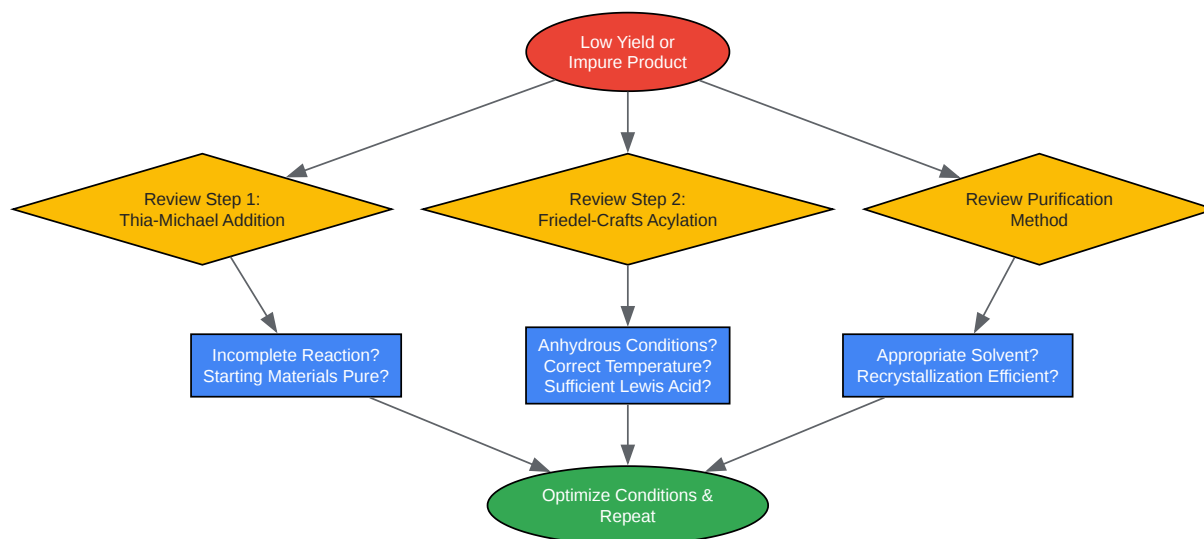 Low Yield or
Impure Product
Review Step 1:
Thia-Michael Addition
Review Step 2:
Friedel-Crafts Acylation
Review Purification
Method
Incomplete Reaction?
Starting Materials Pure?
Anhydrous Conditions?
Correct Temperature?
Sufficient Lewis Acid?
Appropriate Solvent?
Recrystallization Efficient?
Optimize Conditions &
Repeat